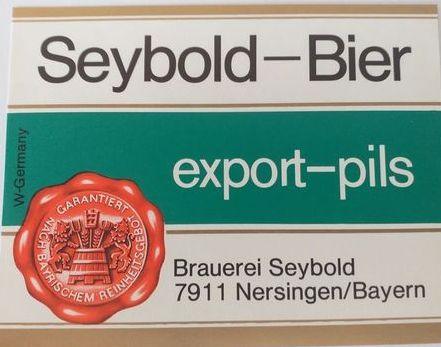 Seybold–Bier
export–pils
W-Germany
GARANTIERT
NACH BAYRISCHEM REINHEITSGEBOT
Brauerei Seybold
7911 Nersingen/Bayern